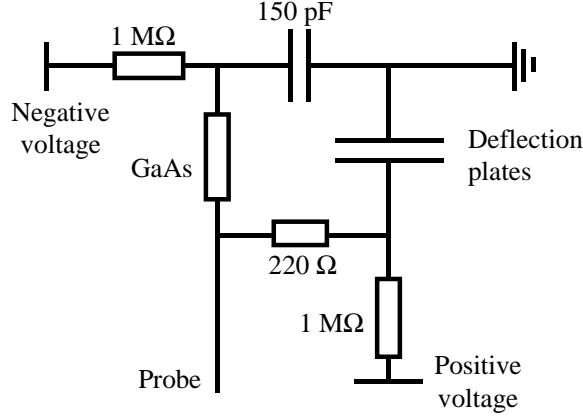 150 pF
1 MΩ
Negative
voltage
GaAs
Deflection
plates
220 Ω
1 MΩ
Probe
Positive
voltage